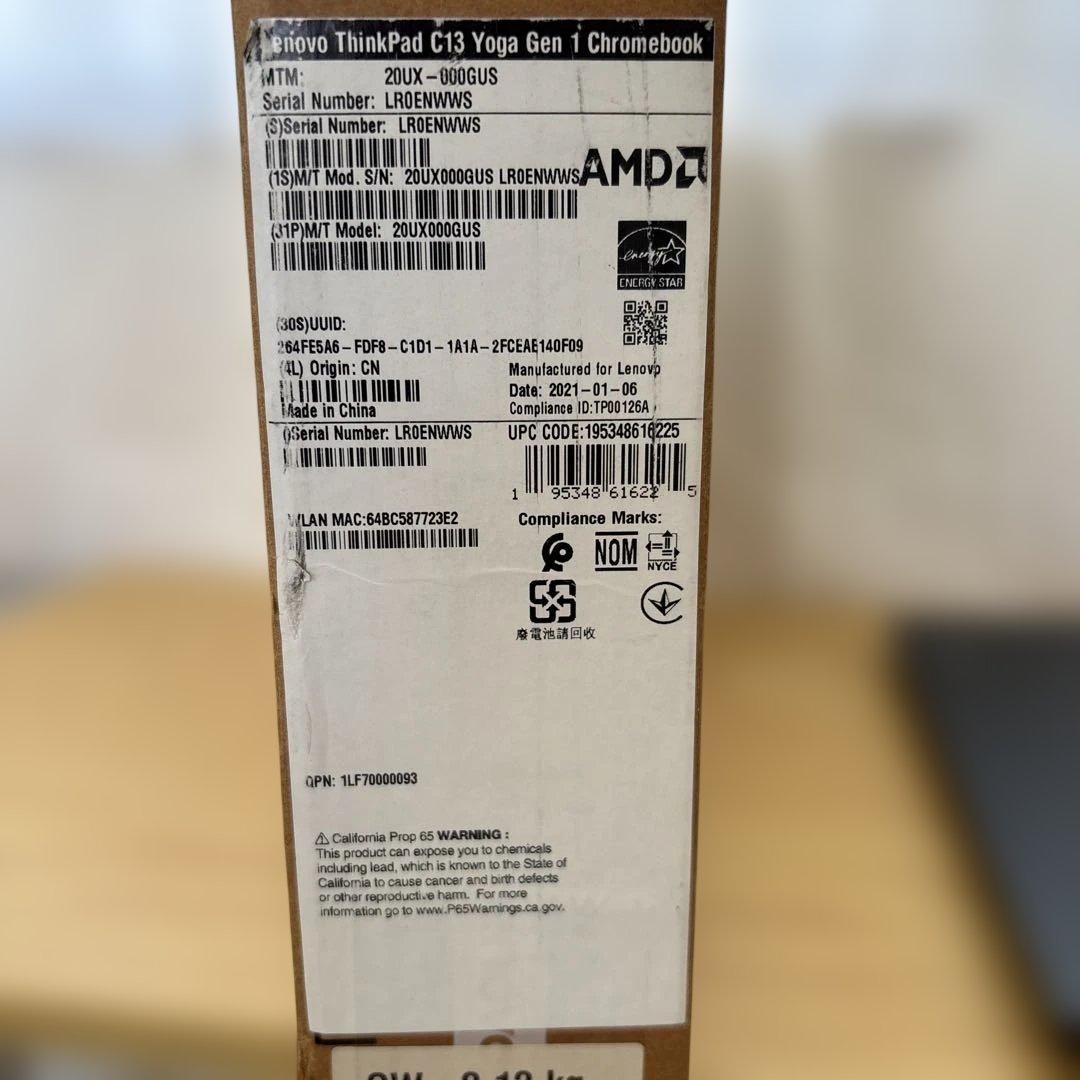 Lenovo ThinkPad C13 Yoga Gen 1 Chromebook
MTM: 20UX-000GUS
Serial Number: LR0ENWWS
(S)Serial Number: LR0ENWWS
(1S)M/T Mod. S/N: 20UX000GUS LR0ENWWS
AMD
(31P)M/T Model: 20UX000GUS
energy
ENERGY STAR
(30S)UUID:
264FE5A6-FDF8-C1D1-1A1A-2FCEAE140F09
(4L) Origin: CN
Made in China
Manufactured for Lenovo
Date: 2021-01-06
Compliance ID:TP00126A
()Serial Number: LR0ENWWS
UPC CODE:195348616225
1 95348 61622 5
WLAN MAC:64BC587723E2
Compliance Marks:
NOM
NYCE
廢電池請回收
QPN: 1LF70000093
⚠ California Prop 65 WARNING :
This product can expose you to chemicals
including lead, which is known to the State of
California to cause cancer and birth defects
or other reproductive harm. For more
information go to www.P65Warnings.ca.gov.